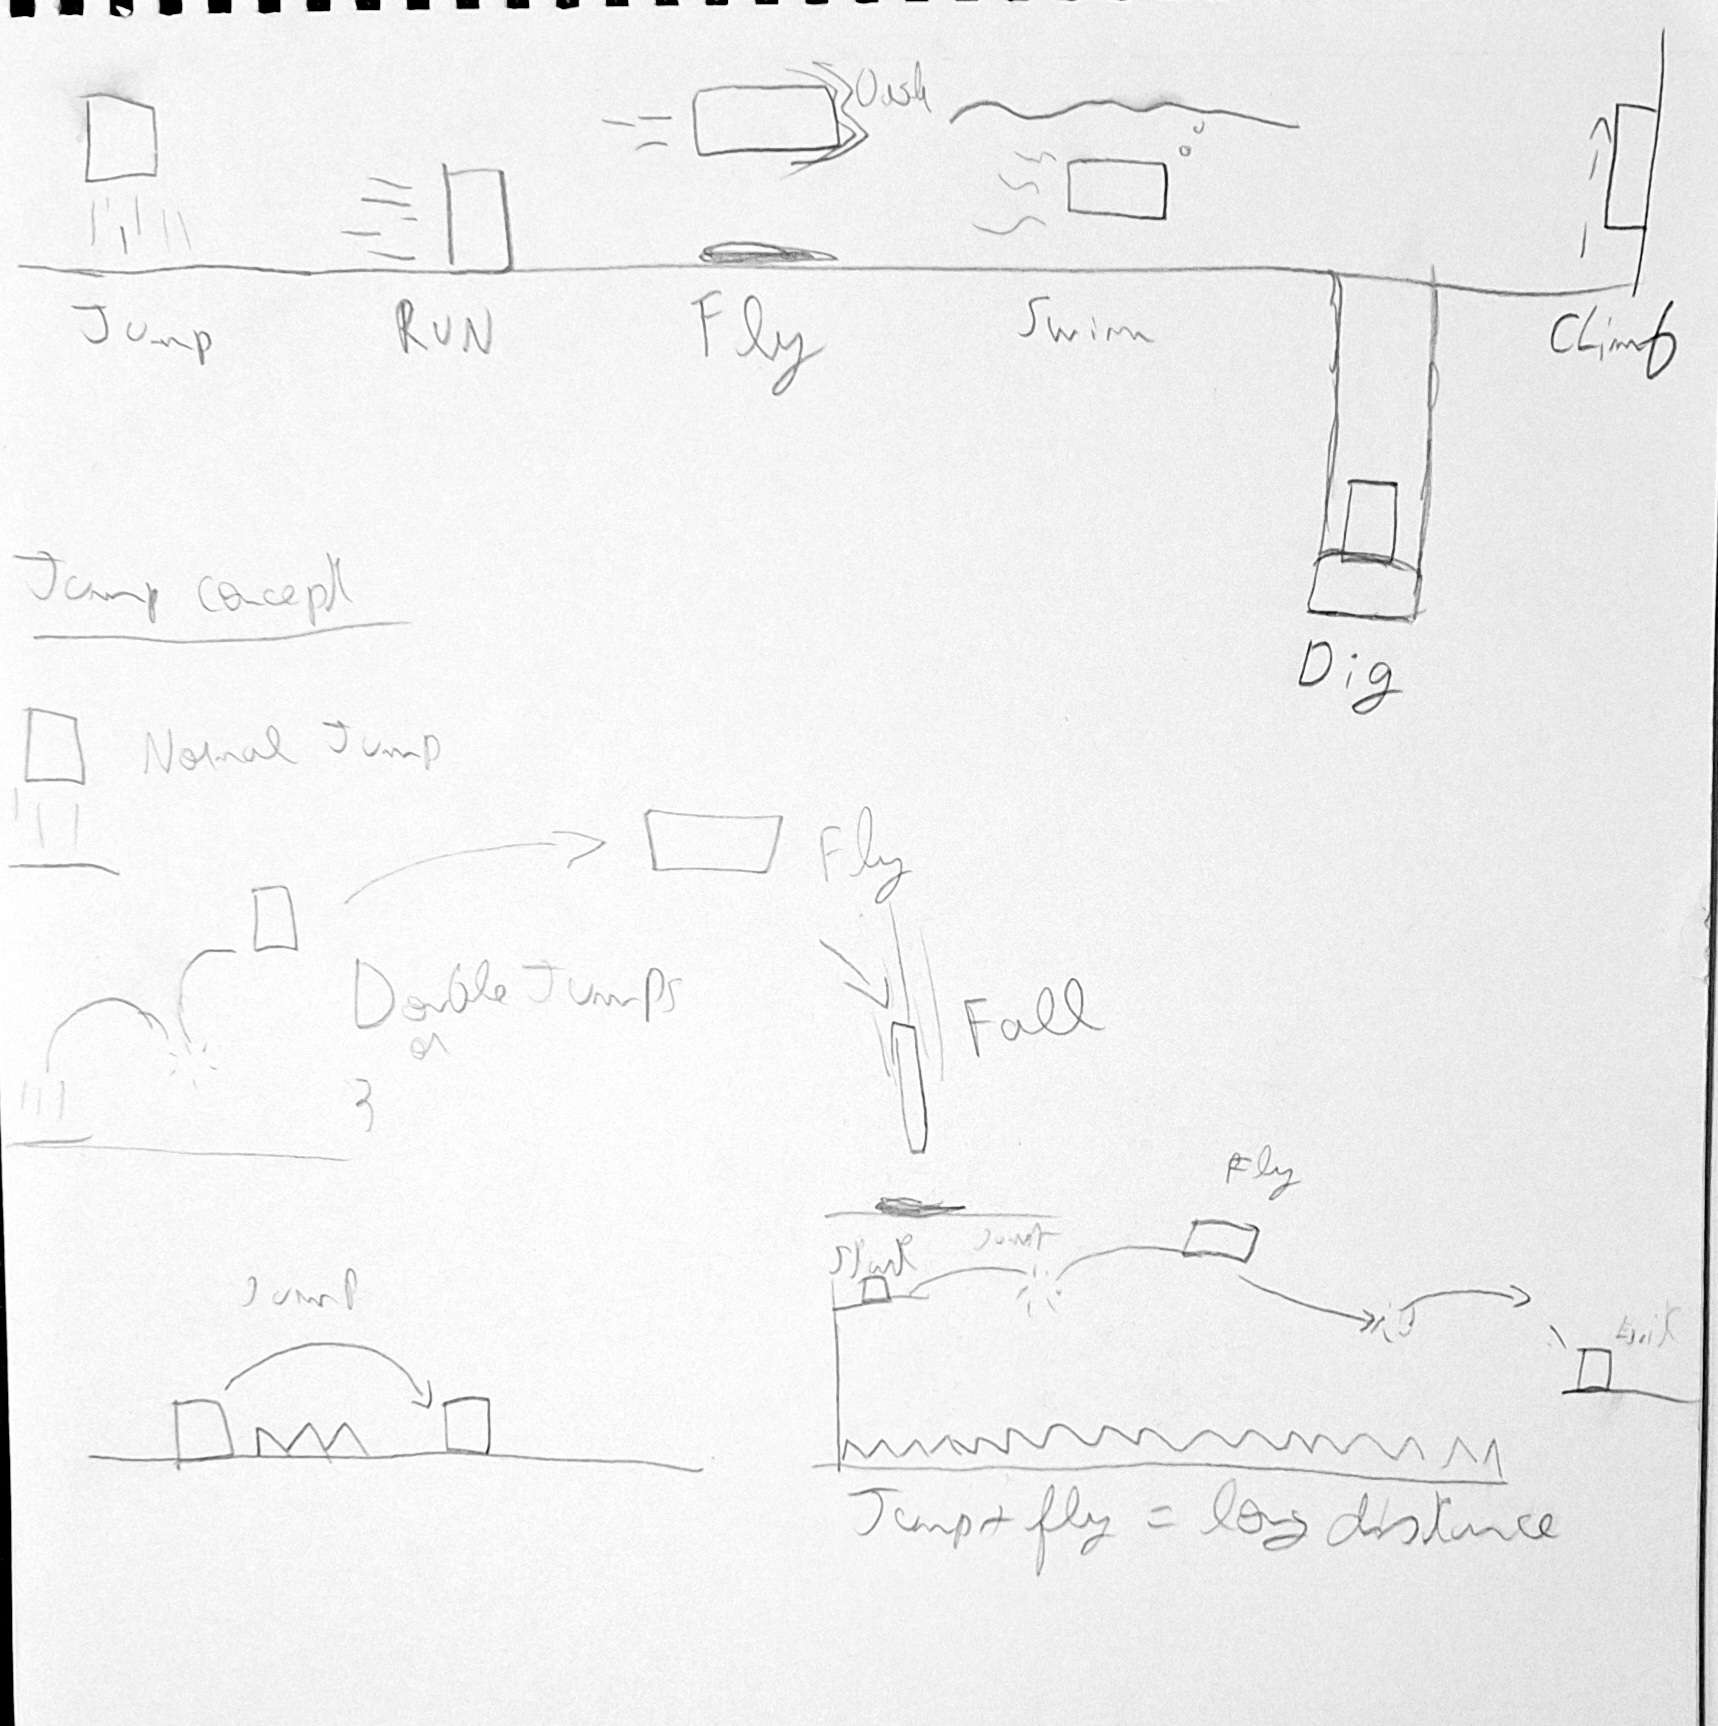 Dash
Jump
RUN
Fly
Swim
CLimb
Dig
Jump concept
Normal Jump
Fly
Double Jumps
or
3
Fall
Fly
Start
Jump
Jump
Exit
Jump + fly = long distance